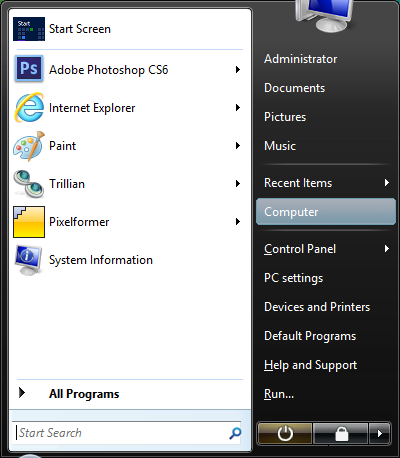 Start
Start Screen
Ps
Adobe Photoshop CS6
Internet Explorer
Paint
Trillian
Pixelformer
System Information
All Programs
Start Search
Administrator
Documents
Pictures
Music
Recent Items
Computer
Control Panel
PC settings
Devices and Printers
Default Programs
Help and Support
Run...